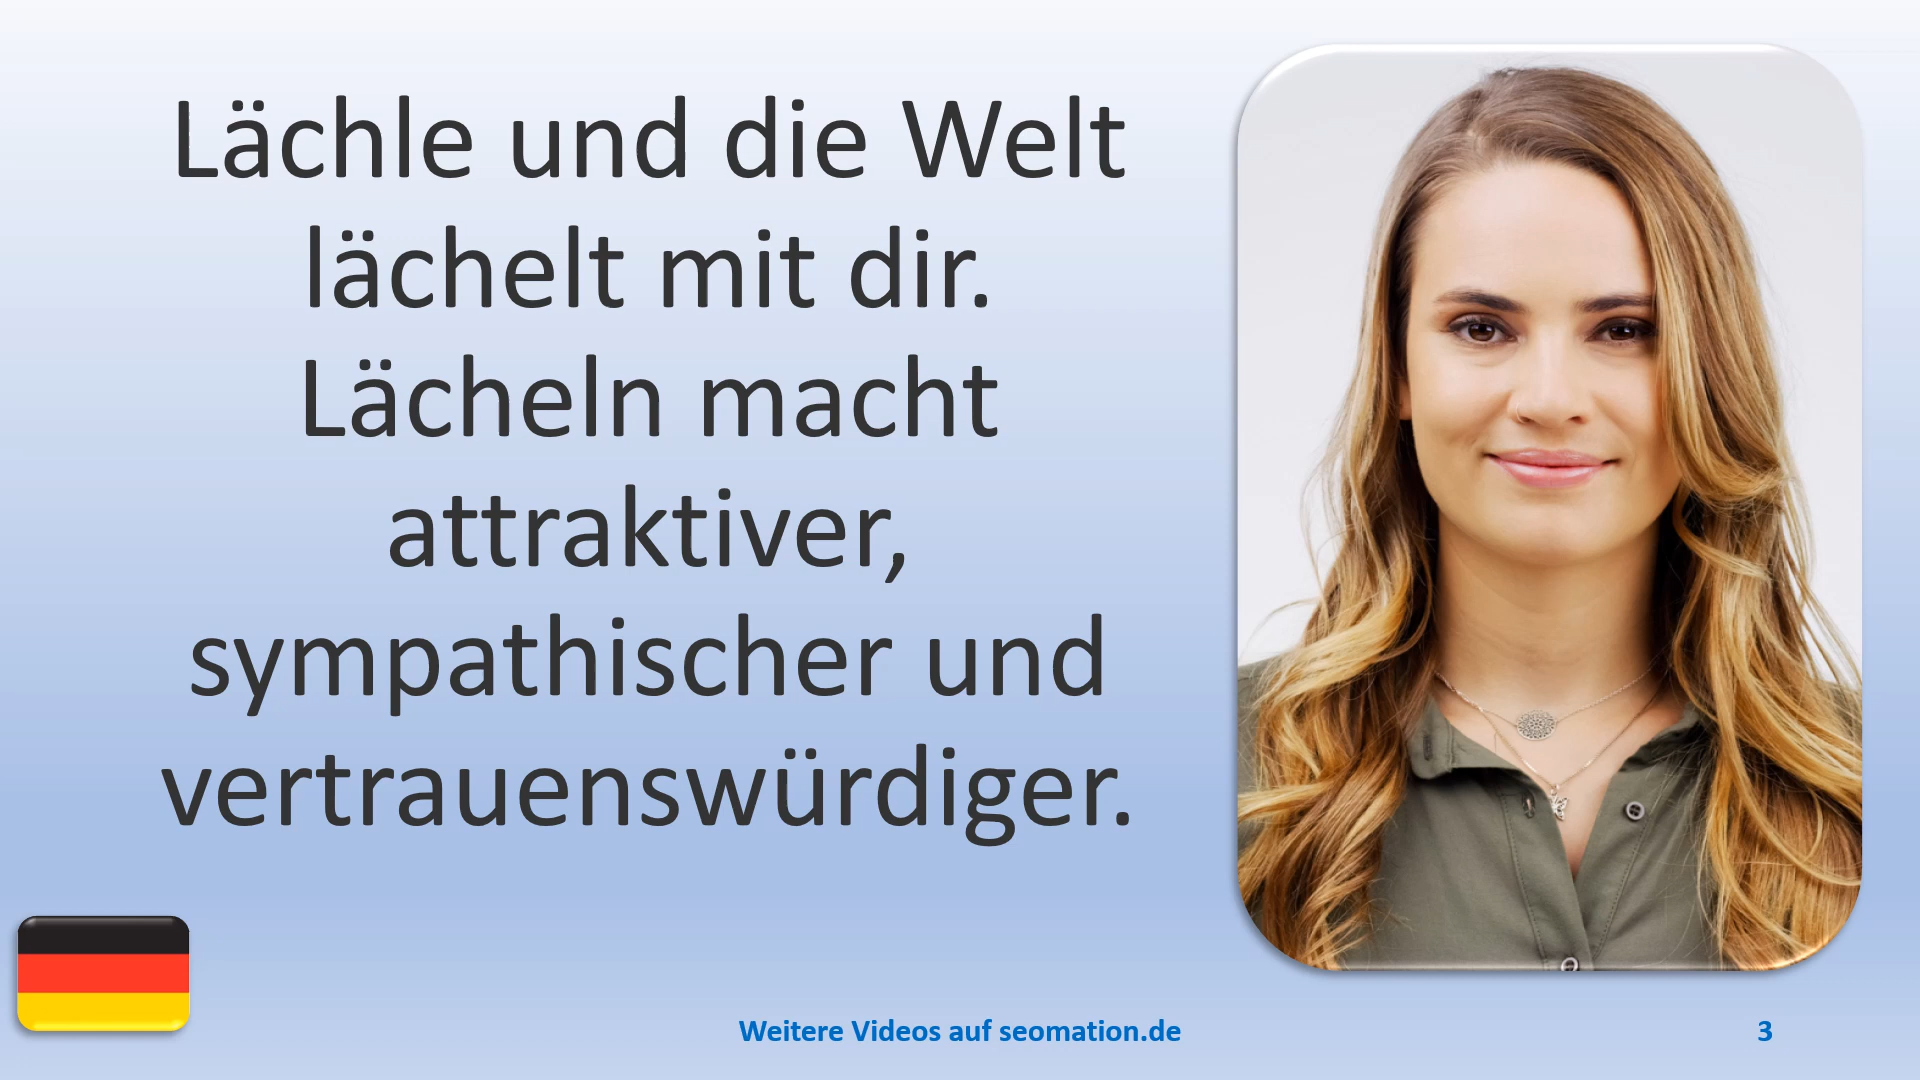 Lächle und die Welt
lächelt mit dir.
Lächeln macht
attraktiver,
sympathischer und
vertrauenswürdiger.
Weitere Videos auf seomation.de
3